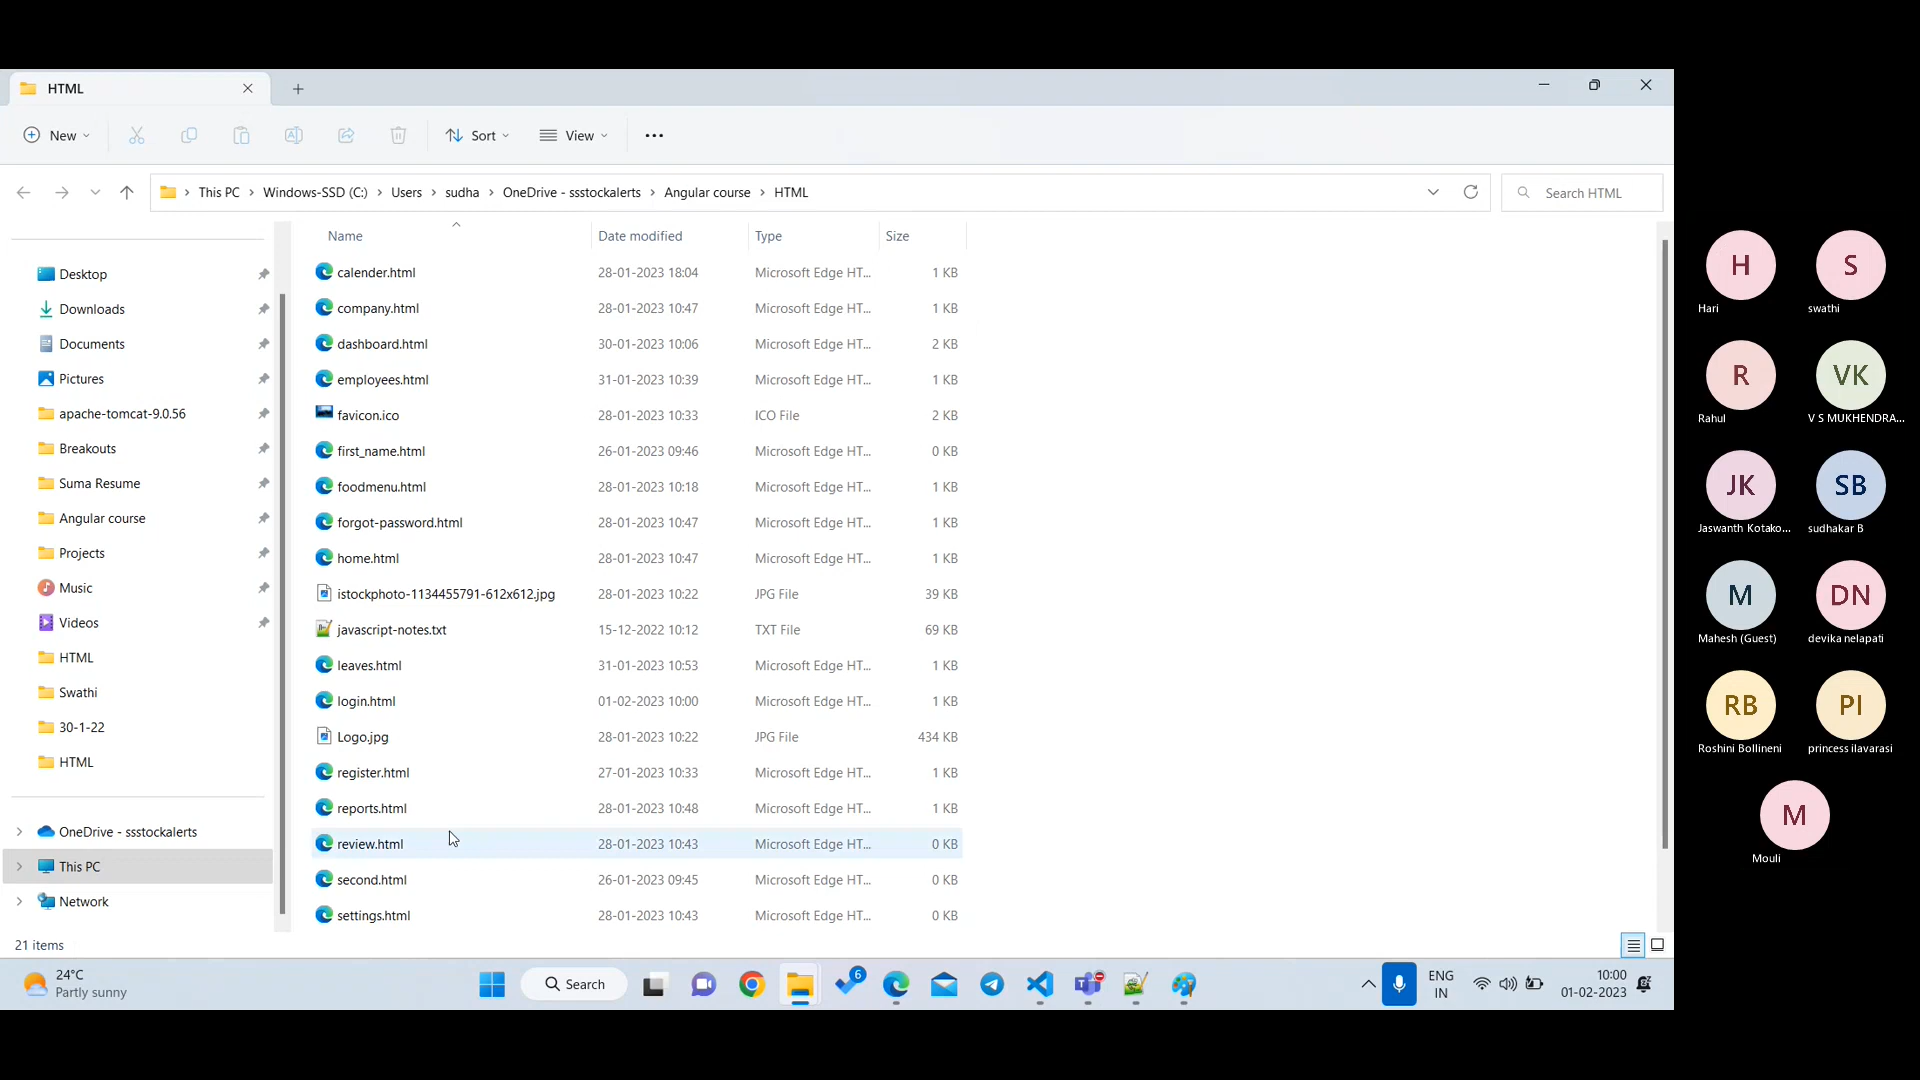 HTML
New
Sort
View
This PC > Windows-SSD (C:) > Users > sudha > OneDrive - ssstockalerts > Angular course > HTML
Search HTML
Name Date modified Type Size
Desktop
Downloads
Documents
Pictures
apache-tomcat-9.0.56
Breakouts
Suma Resume
Angular course
Projects
Music
Videos
HTML
Swathi
30-1-22
HTML
OneDrive - ssstockalerts
This PC
Network
calender.html 28-01-2023 18:04 Microsoft Edge HT... 1 KB
company.html 28-01-2023 10:47 Microsoft Edge HT... 1 KB
dashboard.html 30-01-2023 10:06 Microsoft Edge HT... 2 KB
employees.html 31-01-2023 10:39 Microsoft Edge HT... 1 KB
favicon.ico 28-01-2023 10:33 ICO File 2 KB
first_name.html 26-01-2023 09:46 Microsoft Edge HT... 0 KB
foodmenu.html 28-01-2023 10:18 Microsoft Edge HT... 1 KB
forgot-password.html 28-01-2023 10:47 Microsoft Edge HT... 1 KB
home.html 28-01-2023 10:47 Microsoft Edge HT... 1 KB
istockphoto-1134455791-612x612.jpg 28-01-2023 10:22 JPG File 39 KB
javascript-notes.txt 15-12-2022 10:12 TXT File 69 KB
leaves.html 31-01-2023 10:53 Microsoft Edge HT... 1 KB
login.html 01-02-2023 10:00 Microsoft Edge HT... 1 KB
Logo.jpg 28-01-2023 10:22 JPG File 434 KB
register.html 27-01-2023 10:33 Microsoft Edge HT... 1 KB
reports.html 28-01-2023 10:48 Microsoft Edge HT... 1 KB
review.html 28-01-2023 10:43 Microsoft Edge HT... 0 KB
second.html 26-01-2023 09:45 Microsoft Edge HT... 0 KB
settings.html 28-01-2023 10:43 Microsoft Edge HT... 0 KB
21 items
24°C
Partly sunny
Search
6
ENG
IN
10:00
01-02-2023
H S
Hari swathi
R VK
Rahul V S MUKHENDRA...
JK SB
Jaswanth Kotako... sudhakar B
M DN
Mahesh (Guest) devika nelapati
RB PI
Roshini Bollineni princess ilavarasi
M
Mouli